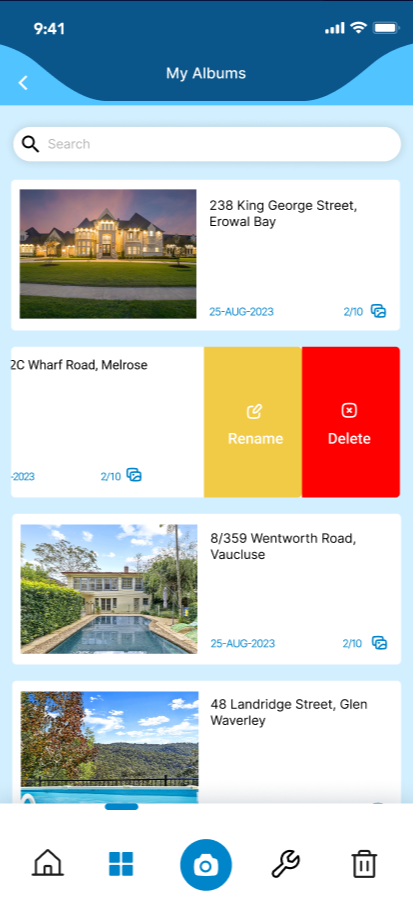 9:41
My Albums
Search
238 King George Street,
Erowal Bay
25-AUG-2023
2/10
2C Wharf Road, Melrose
-2023
2/10
Rename
Delete
8/359 Wentworth Road,
Vaucluse
25-AUG-2023
2/10
48 Landridge Street, Glen
Waverley